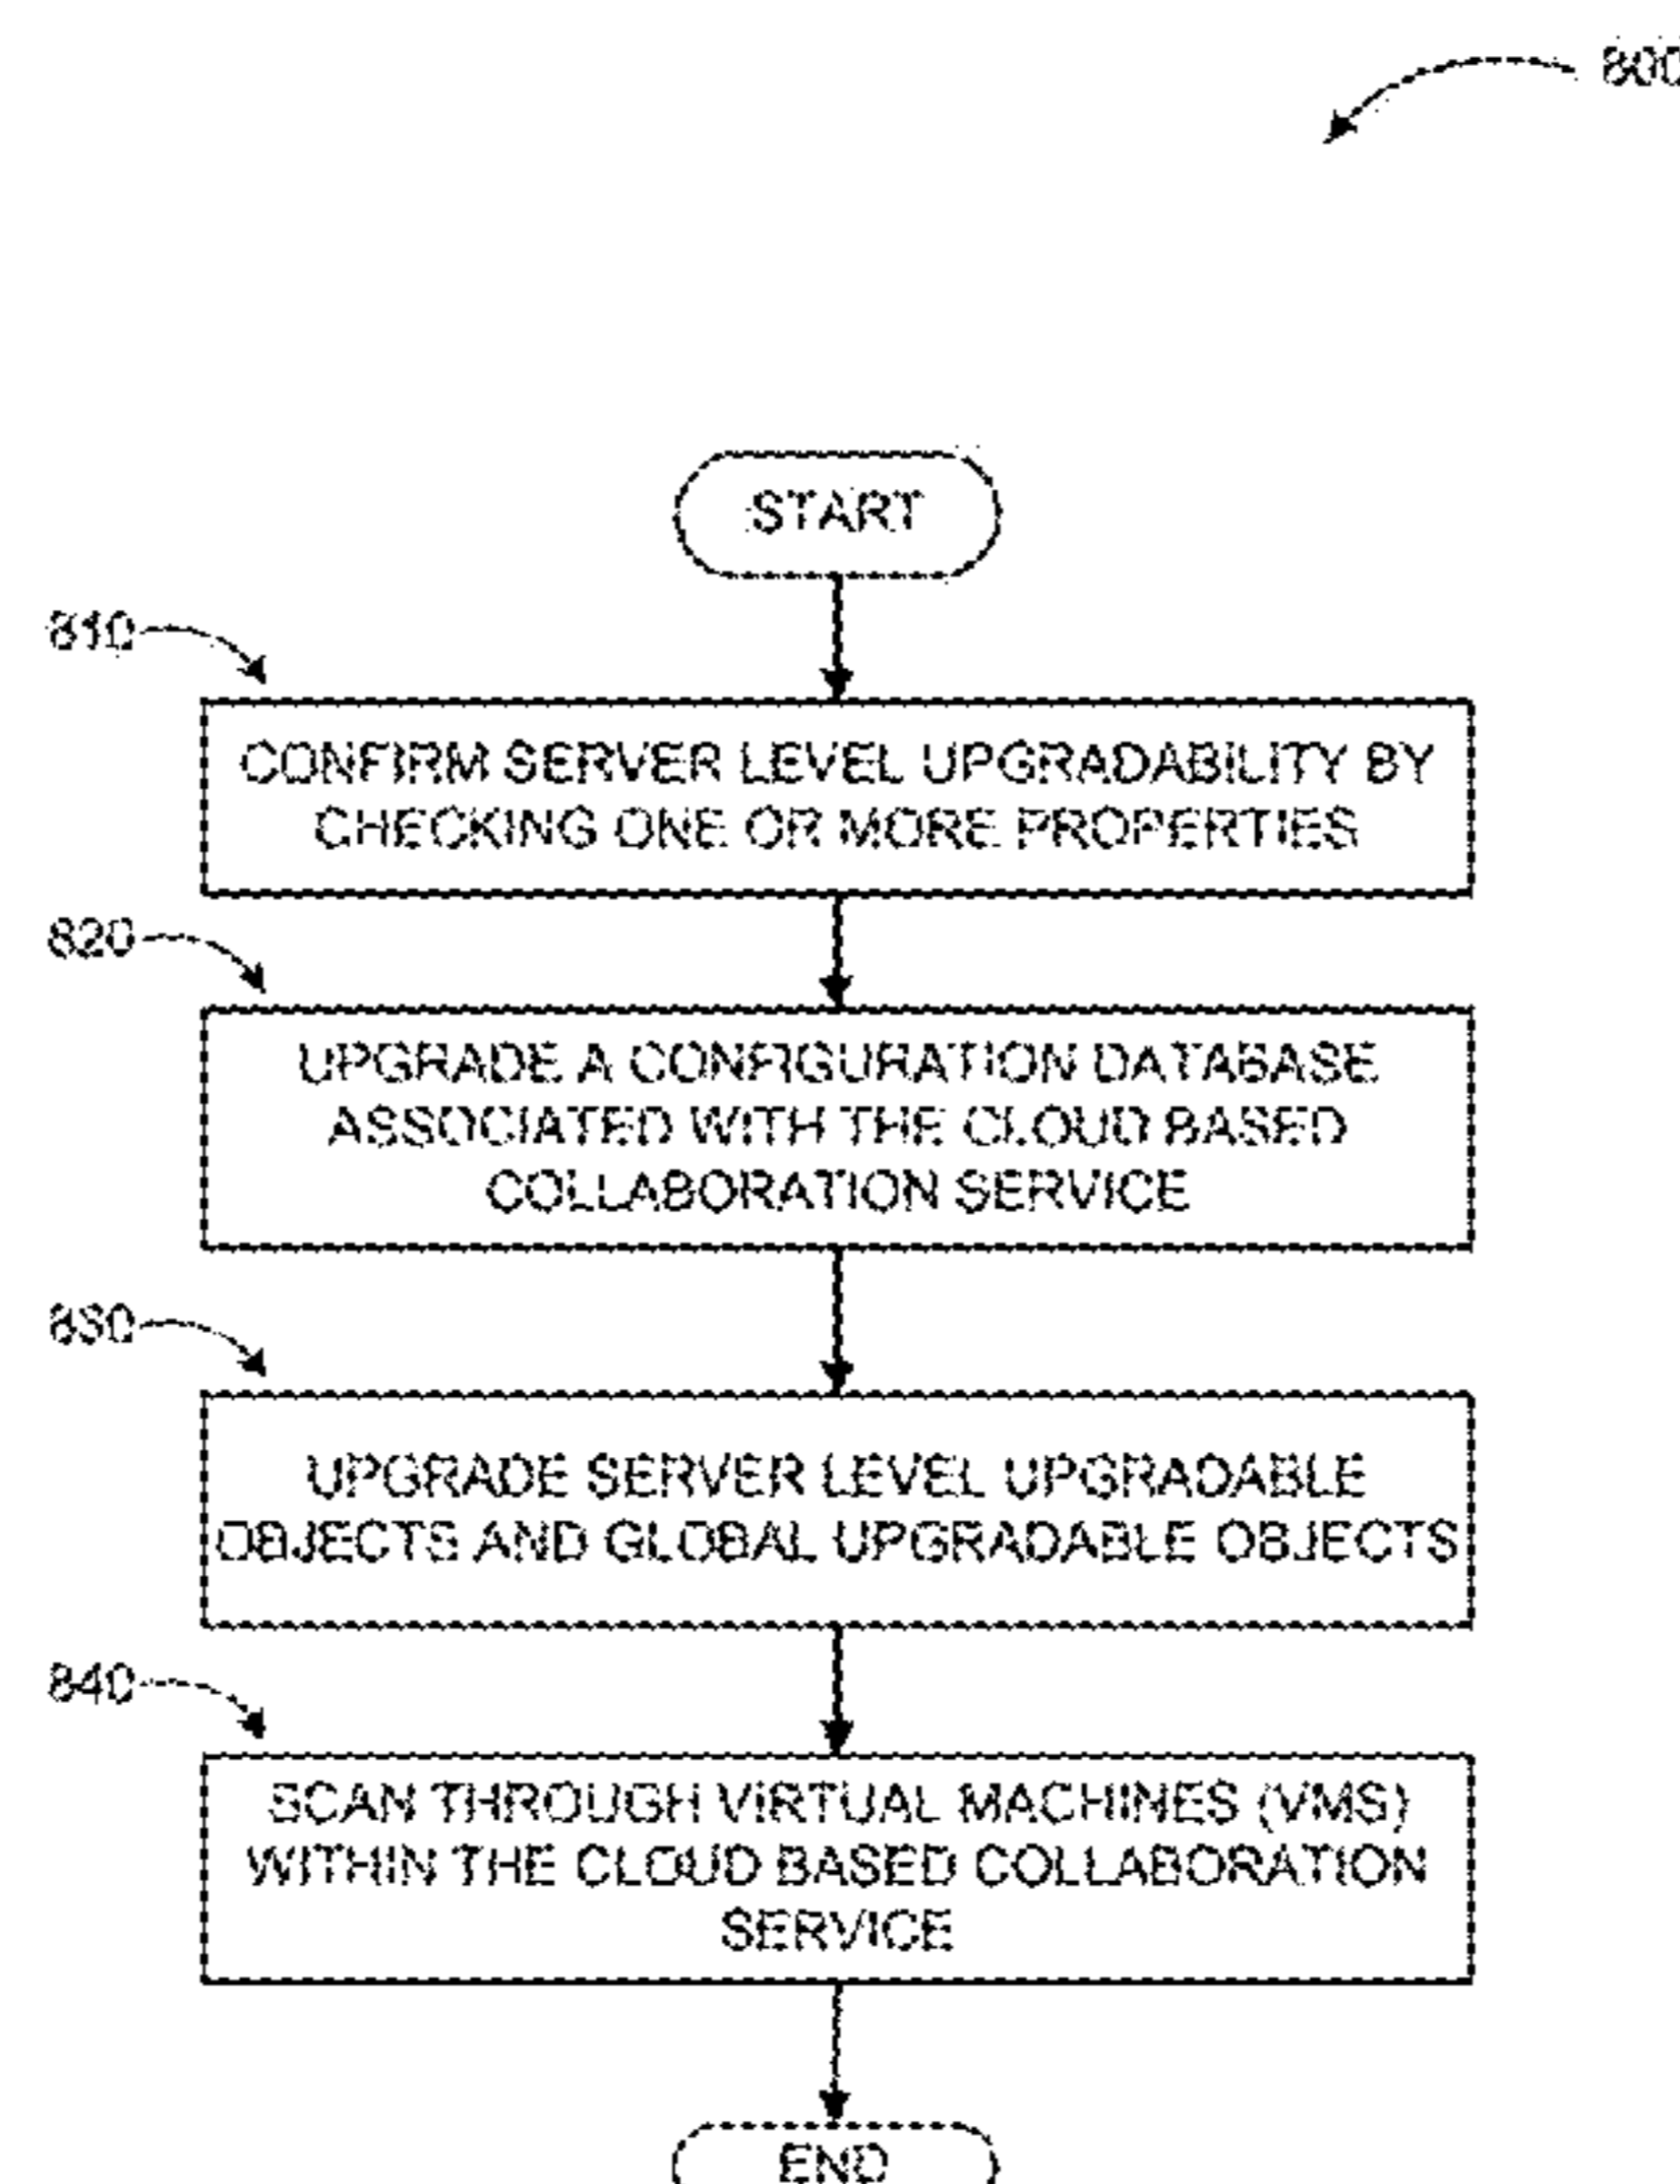 800
START
810
CONFIRM SERVER LEVEL UPGRADABILITY BY
CHECKING ONE OR MORE PROPERTIES
820
UPGRADE A CONFIGURATION DATABASE
ASSOCIATED WITH THE CLOUD BASED
COLLABORATION SERVICE
830
UPGRADE SERVER LEVEL UPGRADABLE
OBJECTS AND GLOBAL UPGRADABLE OBJECTS
840
SCAN THROUGH VIRTUAL MACHINES (VMS)
WITHIN THE CLOUD BASED COLLABORATION
SERVICE
END